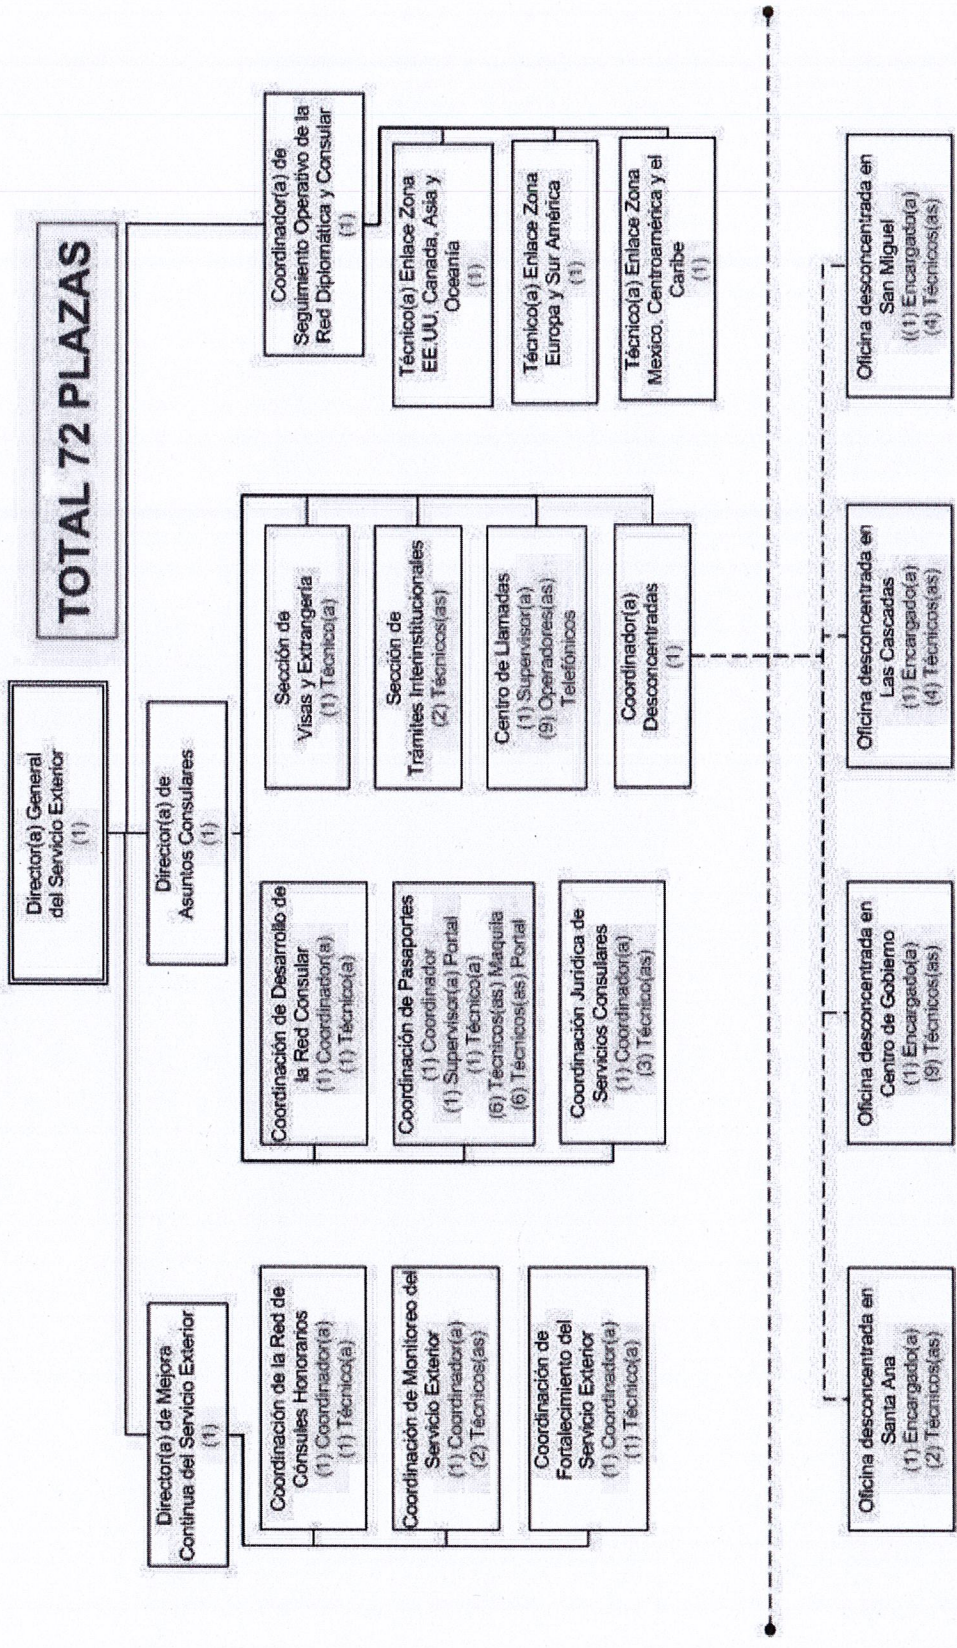 TOTAL 72 PLAZAS
Director(a) General
del Servicio Exterior
(1)
Director(a) de Mejora
Continua del Servicio Exterior
(1)
Director(a) de
Asuntos Consulares
(1)
Coordinador(a) de
Seguimiento Operativo de la
Red Diplomática y Consular
(1)
Coordinación de la Red de
Cónsules Honorarios
(1) Coordinador(a)
(1) Técnico(a)
Coordinación de Monitoreo del
Servicio Exterior
(1) Coordinador(a)
(2) Técnicos(as)
Coordinación de
Fortalecimiento del
Servicio Exterior
(1) Coordinador(a)
(1) Técnico(a)
Coordinación de Desarrollo de
la Red Consular
(1) Coordinador(a)
(1) Técnico(a)
Coordinación de Pasaportes
(1) Coordinador
(1) Supervisor(a) Portal
(1) Técnico(a)
(6) Tecnicos(as) Maquila
(6) Técnicos(as) Portal
Coordinación Jurídica de
Servicios Consulares
(1) Coordinador(a)
(3) Técnico(as)
Sección de
Visas y Extrangería
(1) Técnico(a)
Sección de
Trámites Interinstitucionales
(2) Técnicos(as)
Centro de Llamadas
(1) Supervisor(a)
(9) Operadores(as)
Telefónicos
Coordinador(a)
Desconcentradas
(1)
Técnico(a) Enlace Zona
EE.UU, Canada, Asia y
Oceanía
(1)
Técnico(a) Enlace Zona
Europa y Sur América
(1)
Técnico(a) Enlace Zona
Mexico, Centroamérica y el
Caribe
(1)
Oficina desconcentrada en
Santa Ana
(1) Encargado(a)
(2) Técnicos(as)
Oficina desconcentrada en
Centro de Gobierno
(1) Encargado(a)
(9) Técnicos(as)
Oficina desconcentrada en
Las Cascadas
(1) Encargado(a)
(4) Técnicos(as)
Oficina desconcentrada en
San Miguel
((1) Encargado(a)
(4) Técnicos(as)